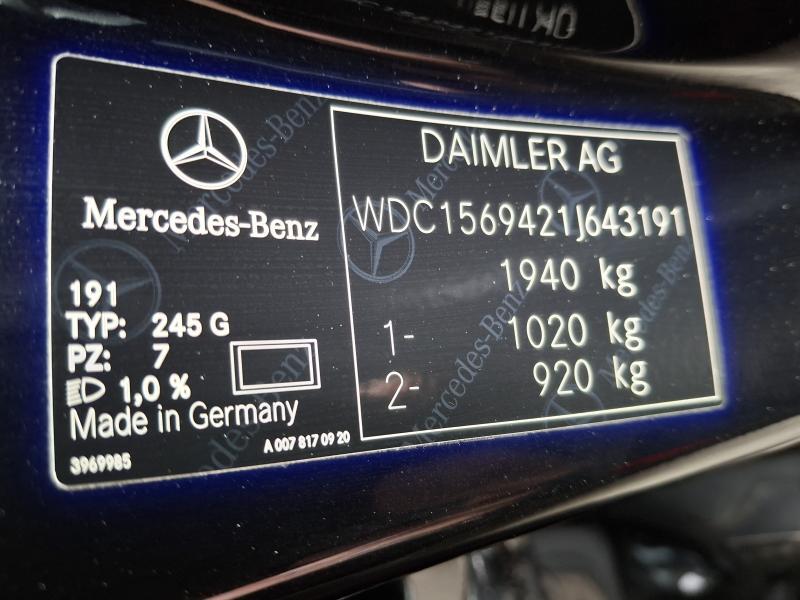 Mercedes-Benz
191
TYP: 245 G
PZ: 7
1,0 %
Made in Germany
3969985
A 007 817 09 20
DAIMLER AG
WDC1569421J643191
1940 kg
1- 1020 kg
2- 920 kg